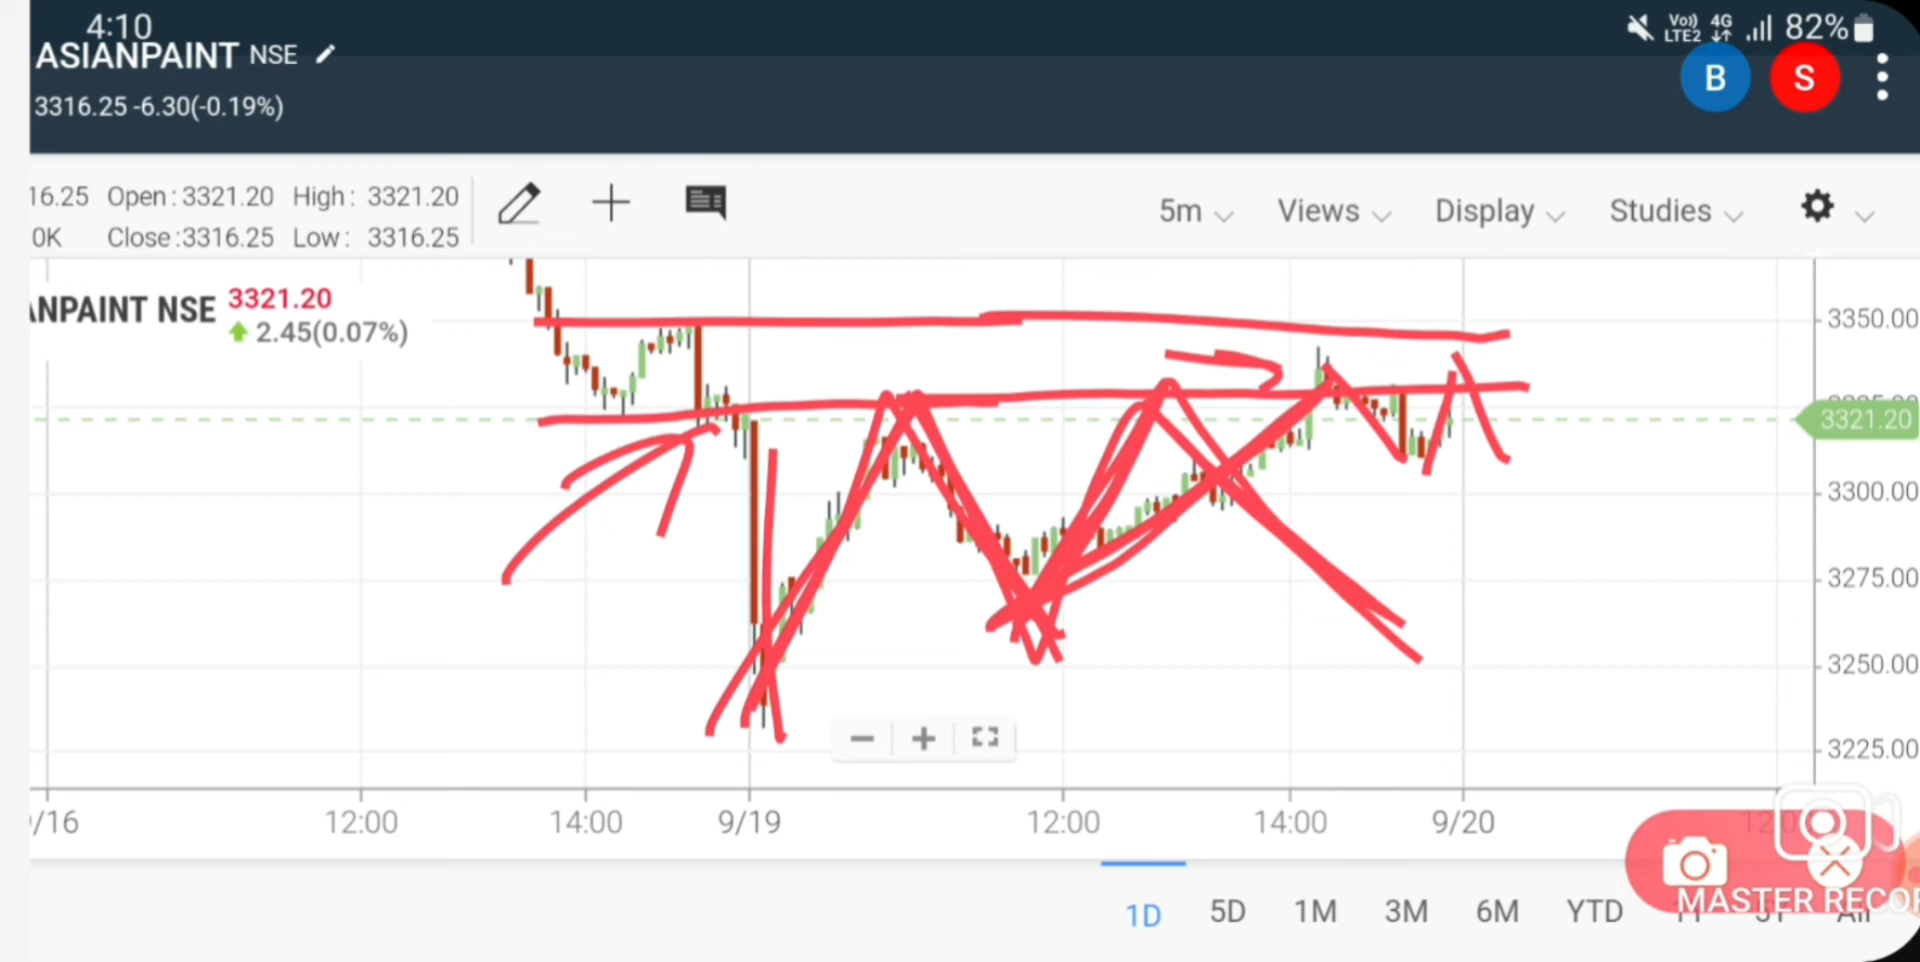 4:10
Vo)) 4G 82%
LTE2
ASIANPAINT NSE
B S
3316.25 -6.30(-0.19%)
16.25 Open : 3321.20 High : 3321.20
0K Close :3316.25 Low : 3316.25
5m Views Display Studies
ANPAINT NSE 3321.20
2.45(0.07%)
3350.00
3321.20
3300.00
3275.00
3250.00
3225.00
/16 12:00 14:00 9/19 12:00 14:00 9/20
1D 5D 1M 3M 6M YTD All
MASTER RECOR